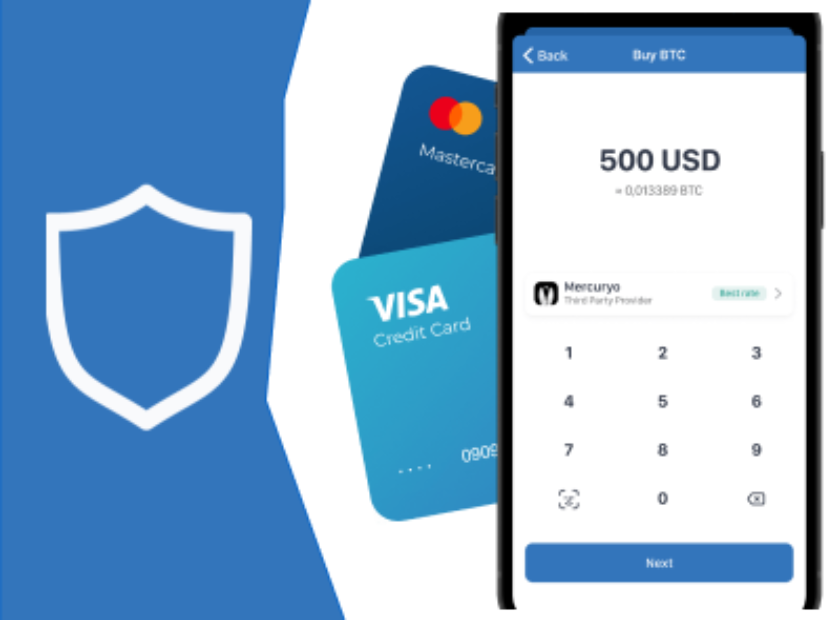 Mastercа
VISA
Credit Card
.... 0909
Back
Buy BTC
500 USD
≈ 0,013389 BTC
Mercuryo
Third Party Provider
Best rate
1 2 3
4 5 6
7 8 9
0
Next